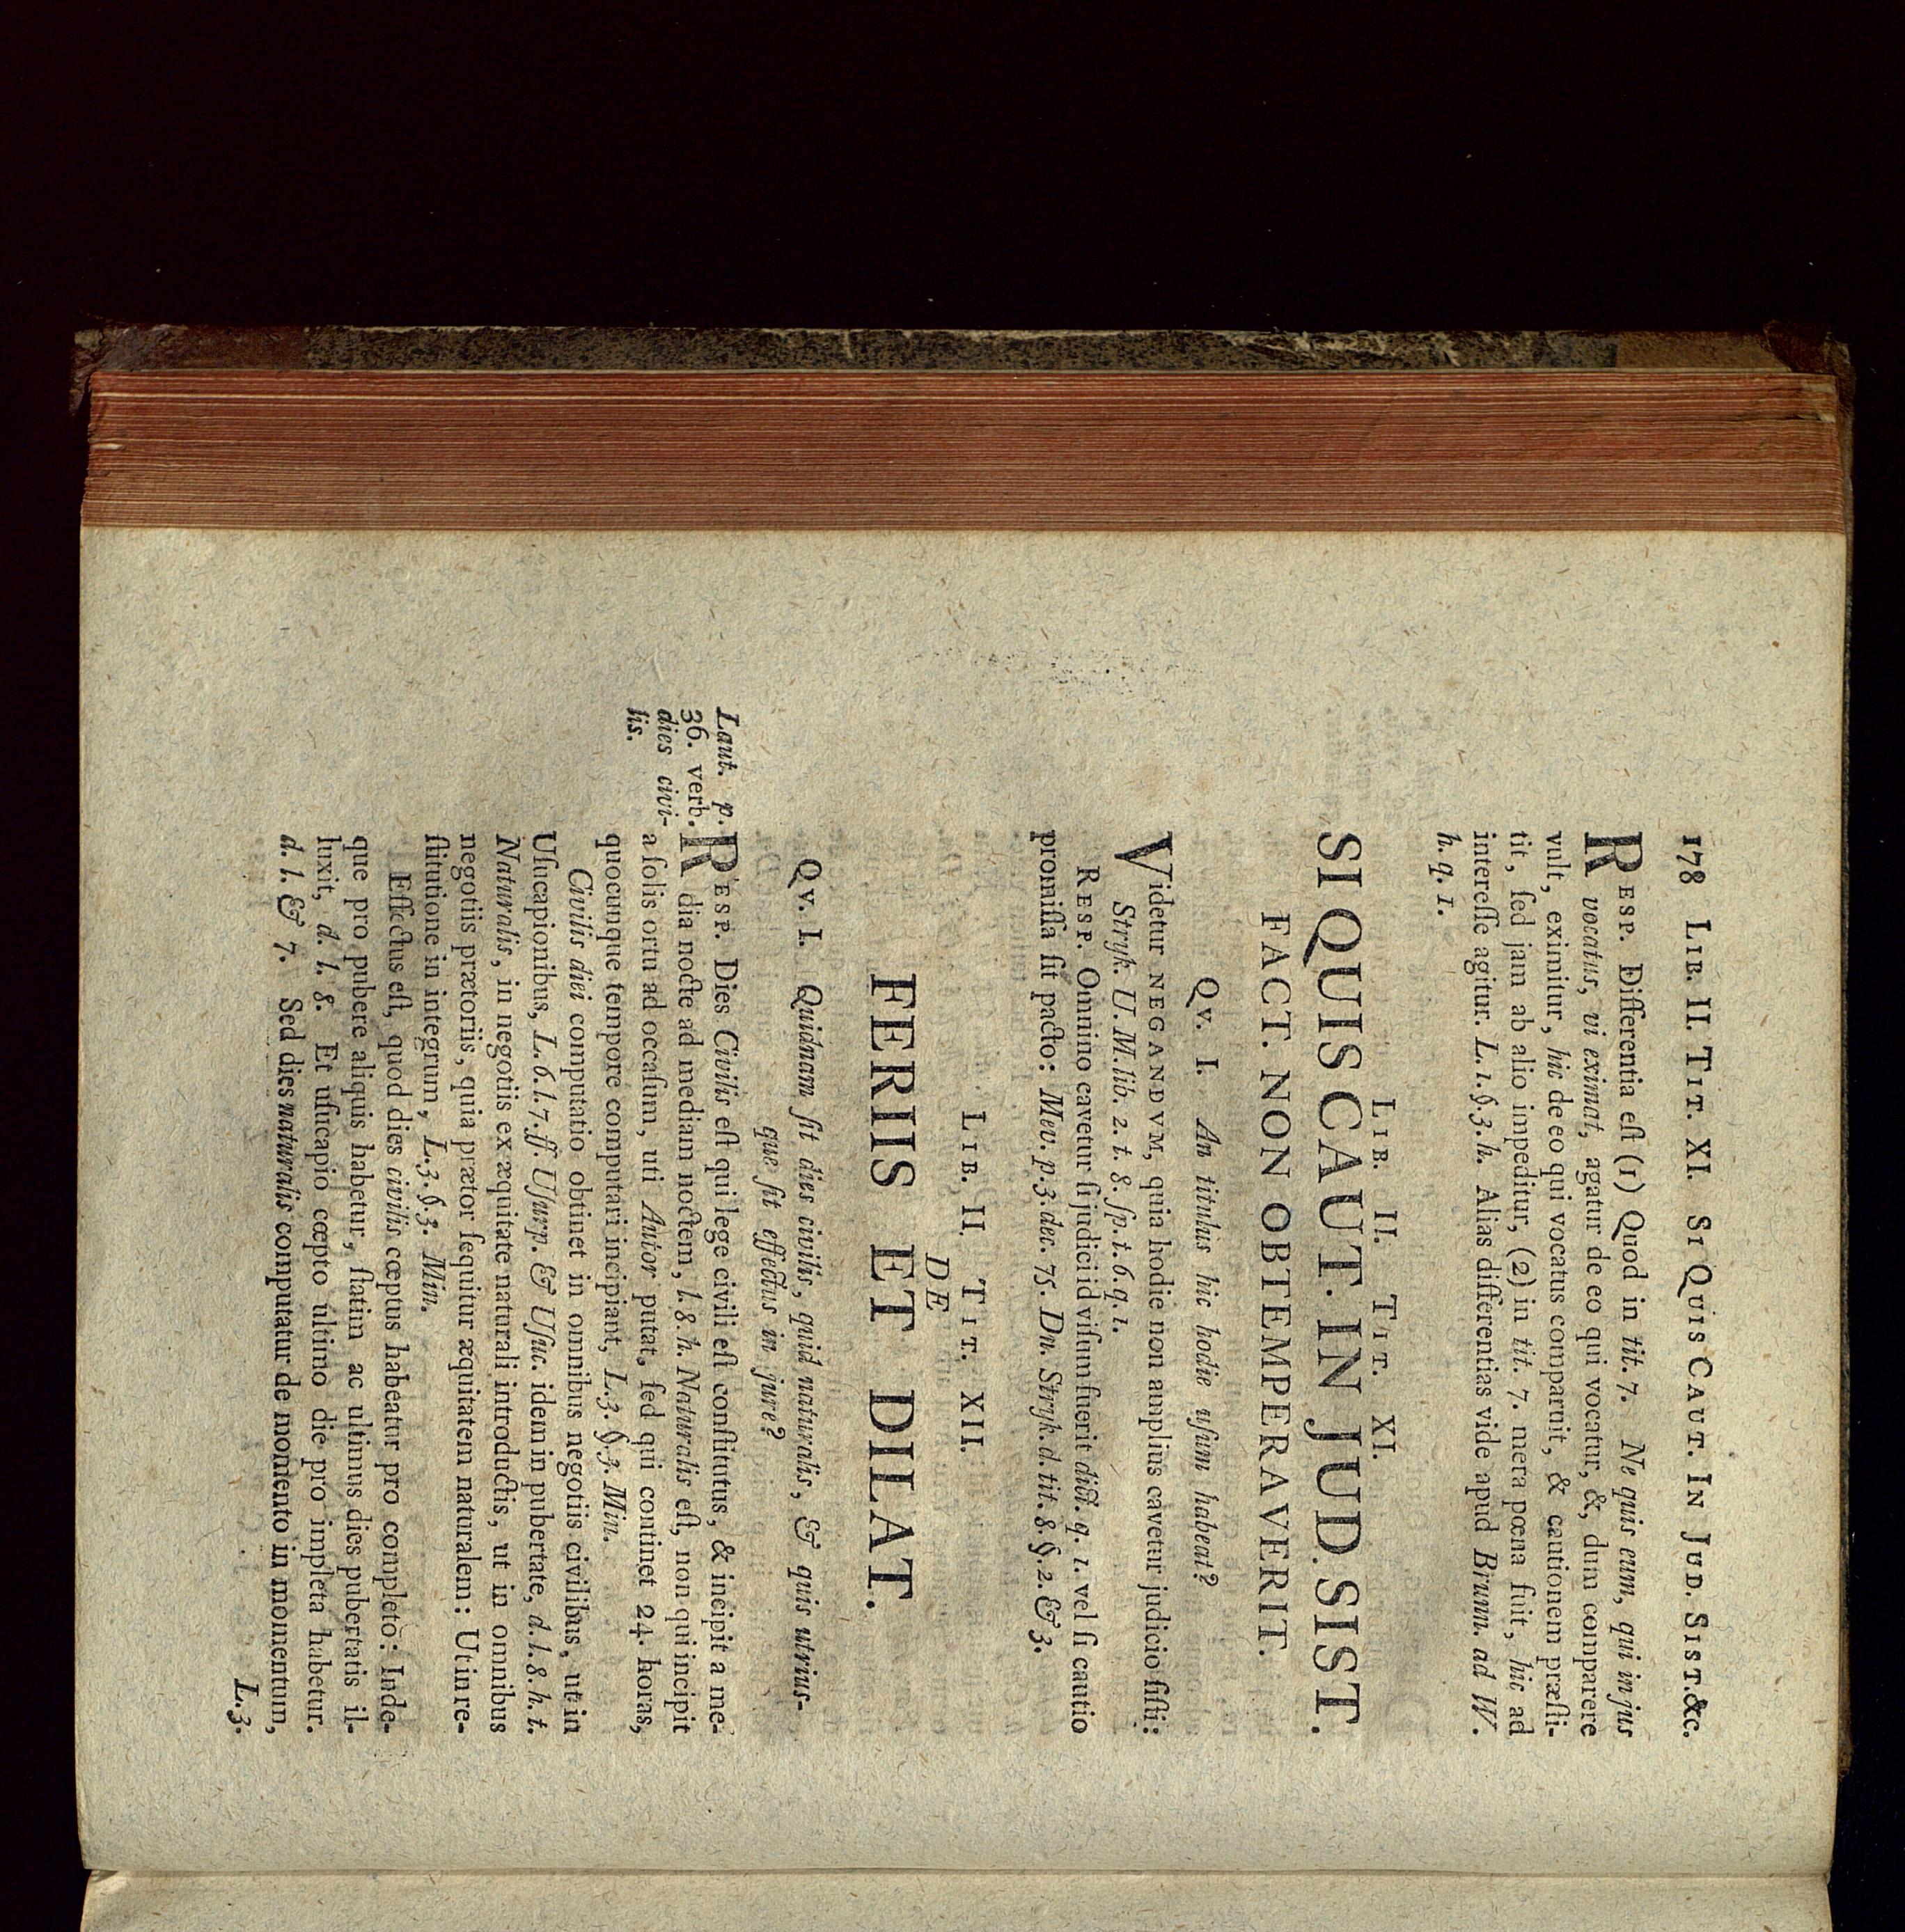 178 LIB. II. TIT. XI. SI QUIS CAUT. IN JUD. SIST.&c.
RESP. Differentia eſt (1) Quod in tit. 7. Ne quis eum, qui in jus
vocatus, vi eximat, agatur de eo qui vocatur, &, dum comparere
vult, eximitur, hic de eo qui vocatus comparuit, & cautionem præſti-
tit, ſed jam ab alio impeditur, (2) in tit. 7. mera pœna fuit, hic ad
intereſſe agitur. L. 1. §. 3. h. Alias differentias vide apud Brunn. ad W.
h. q. 1.
LIB. II. TIT. XI.
SI QUIS CAUT. IN JUD. SIST.
FACT. NON OBTEMPERAVERIT.
Qv. I. An titulus hic hodie uſum habeat?
Videtur NEGANDVM, quia hodie non amplius cavetur judicio ſiſti:
Stryk. U. M. lib. 2. t. 8. ſp. t. 6. q. 1.
RESP. Omnino cavetur ſi judici id viſum fuerit dict. q. 1. vel ſi cautio
promiſſa ſit pacto: Mev. p. 3. dec. 75. Dn. Stryk. d. tit. 8. §. 2. & 3.
LIB. II. TIT. XII.
DE
FERIIS ET DILAT.
Qv. I. Quidnam ſit dies civilis, quid naturalis, & quis utrius-
que ſit effectus in jure?
Laut. p.
36. verb.
dies civi-
lis.
RESP. Dies Civilis eſt qui lege civili eſt conſtitutus, & incipit a me-
dia nocte ad mediam noctem, l. 8. h. Naturalis eſt, non qui incipit
a ſolis ortu ad occaſum, uti Autor putat, ſed qui continet 24. horas,
quocunque tempore computari incipiant, L. 3. §. 3. Min.
Civilis diei computatio obtinet in omnibus negotiis civilibus, ut in
Uſucapionibus, L. 6. l. 7. ff. Uſurp. & Uſuc. idem in pubertate, d. l. 8. h. t.
Naturalis, in negotiis ex æquitate naturali introductis, ut in omnibus
negotiis prætoriis, quia prætor ſequitur æquitatem naturalem: Ut in re-
ſtitutione in integrum, L. 3. §. 3. Min.
Effectus eſt, quod dies civilis cœptus habeatur pro completo: Inde-
que pro pubere aliquis habetur, ſtatim ac ultimus dies pubertatis il-
luxit, d. l. 8. Et uſucapio cœpto ultimo die pro impleta habetur.
d. l. & 7. Sed dies naturalis computatur de momento in momentum,
L. 3.